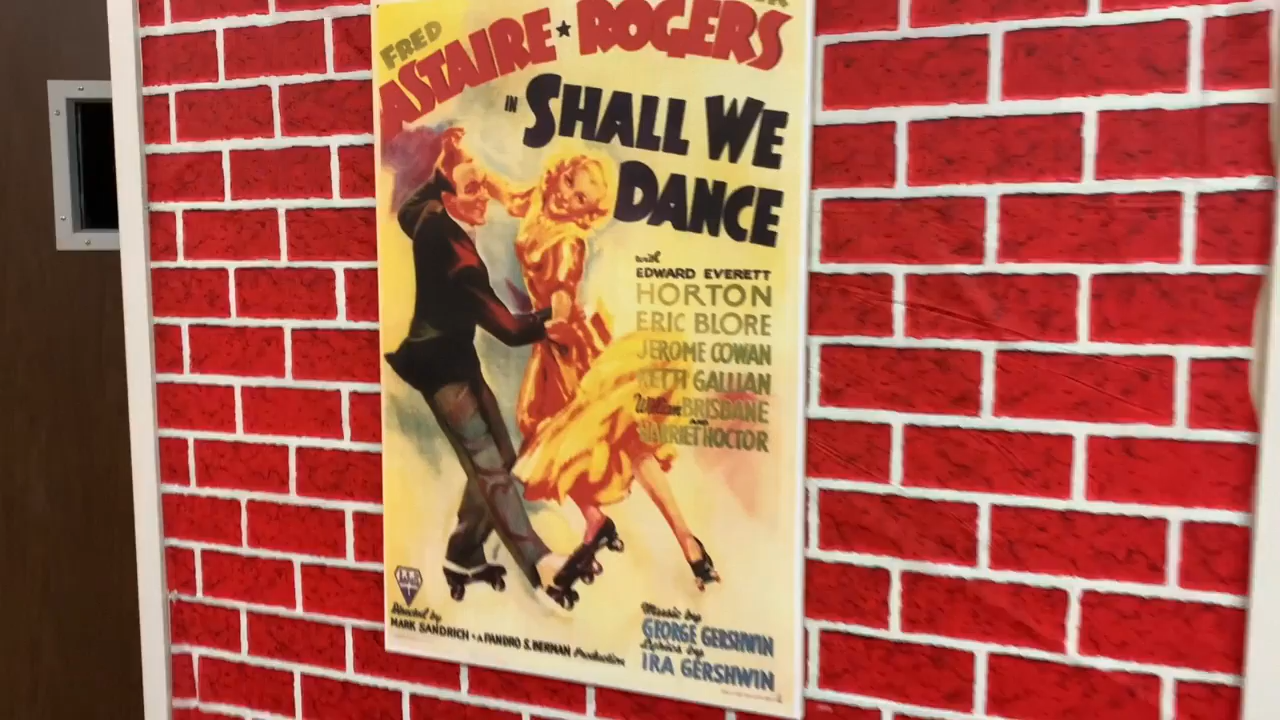 FRED
ASTAIRE ★ ROGERS
IN SHALL WE
DANCE
with
EDWARD EVERETT
HORTON
ERIC BLORE
JEROME COWAN
KETTI GALLIAN
William BRISBANE
AND
HARRIET HOCTOR
Directed by
MARK SANDRICH • A PANDRO S. BERMAN Production
Music by
GEORGE GERSHWIN
Lyrics by
IRA GERSHWIN